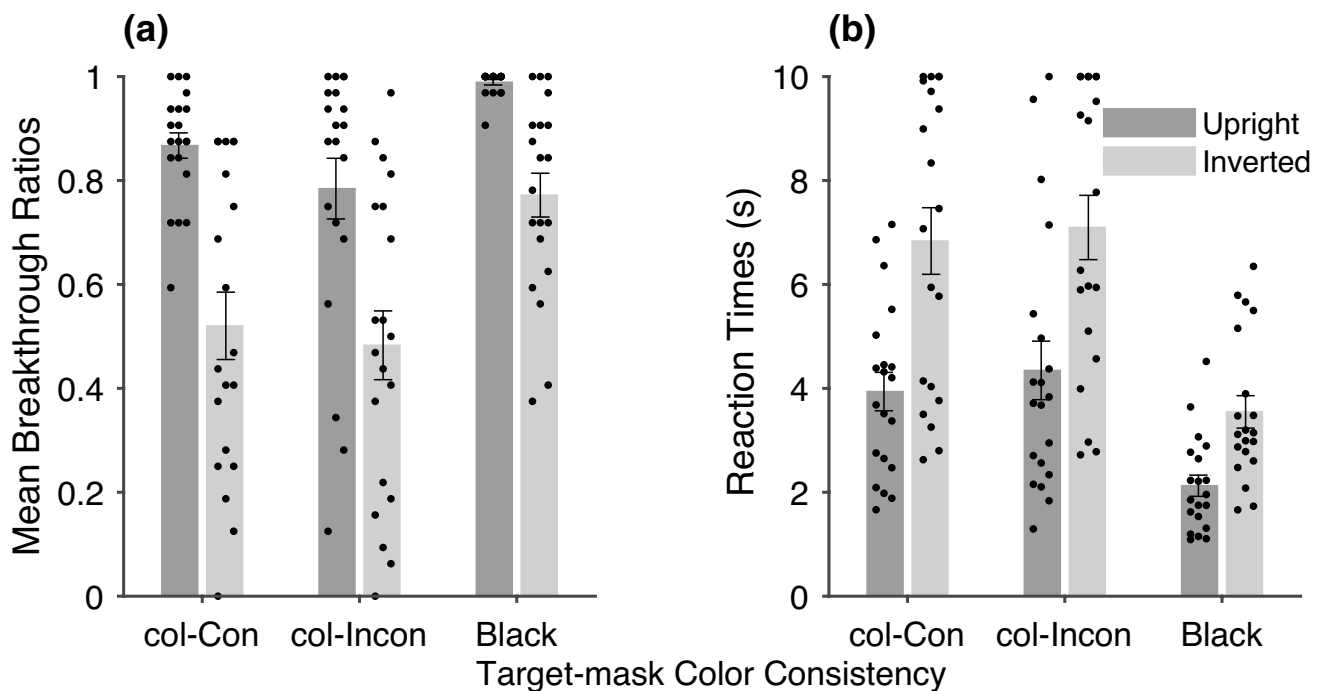 (a)
Mean Breakthrough Ratios
1
0.8
0.6
0.4
0.2
0
col-Con
col-Incon
Black
(b)
Reaction Times (s)
10
8
6
4
2
0
Upright
Inverted
col-Con
col-Incon
Black
Target-mask Color Consistency